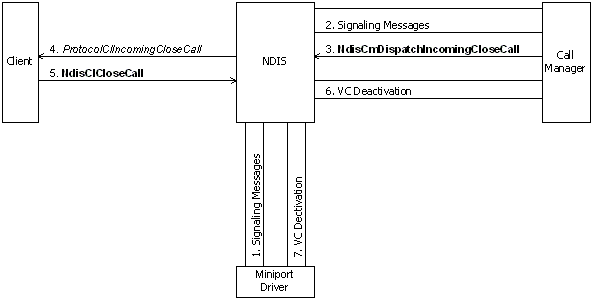 2. Signaling Messages
4. ProtocolClIncomingCloseCall
3. NdisCmDispatchIncomingCloseCall
Client
NDIS
Call
Manager
5. NdisClCloseCall
6. VC Deactivation
1. Signaling Messages
7. VC Dectivation
Miniport
Driver